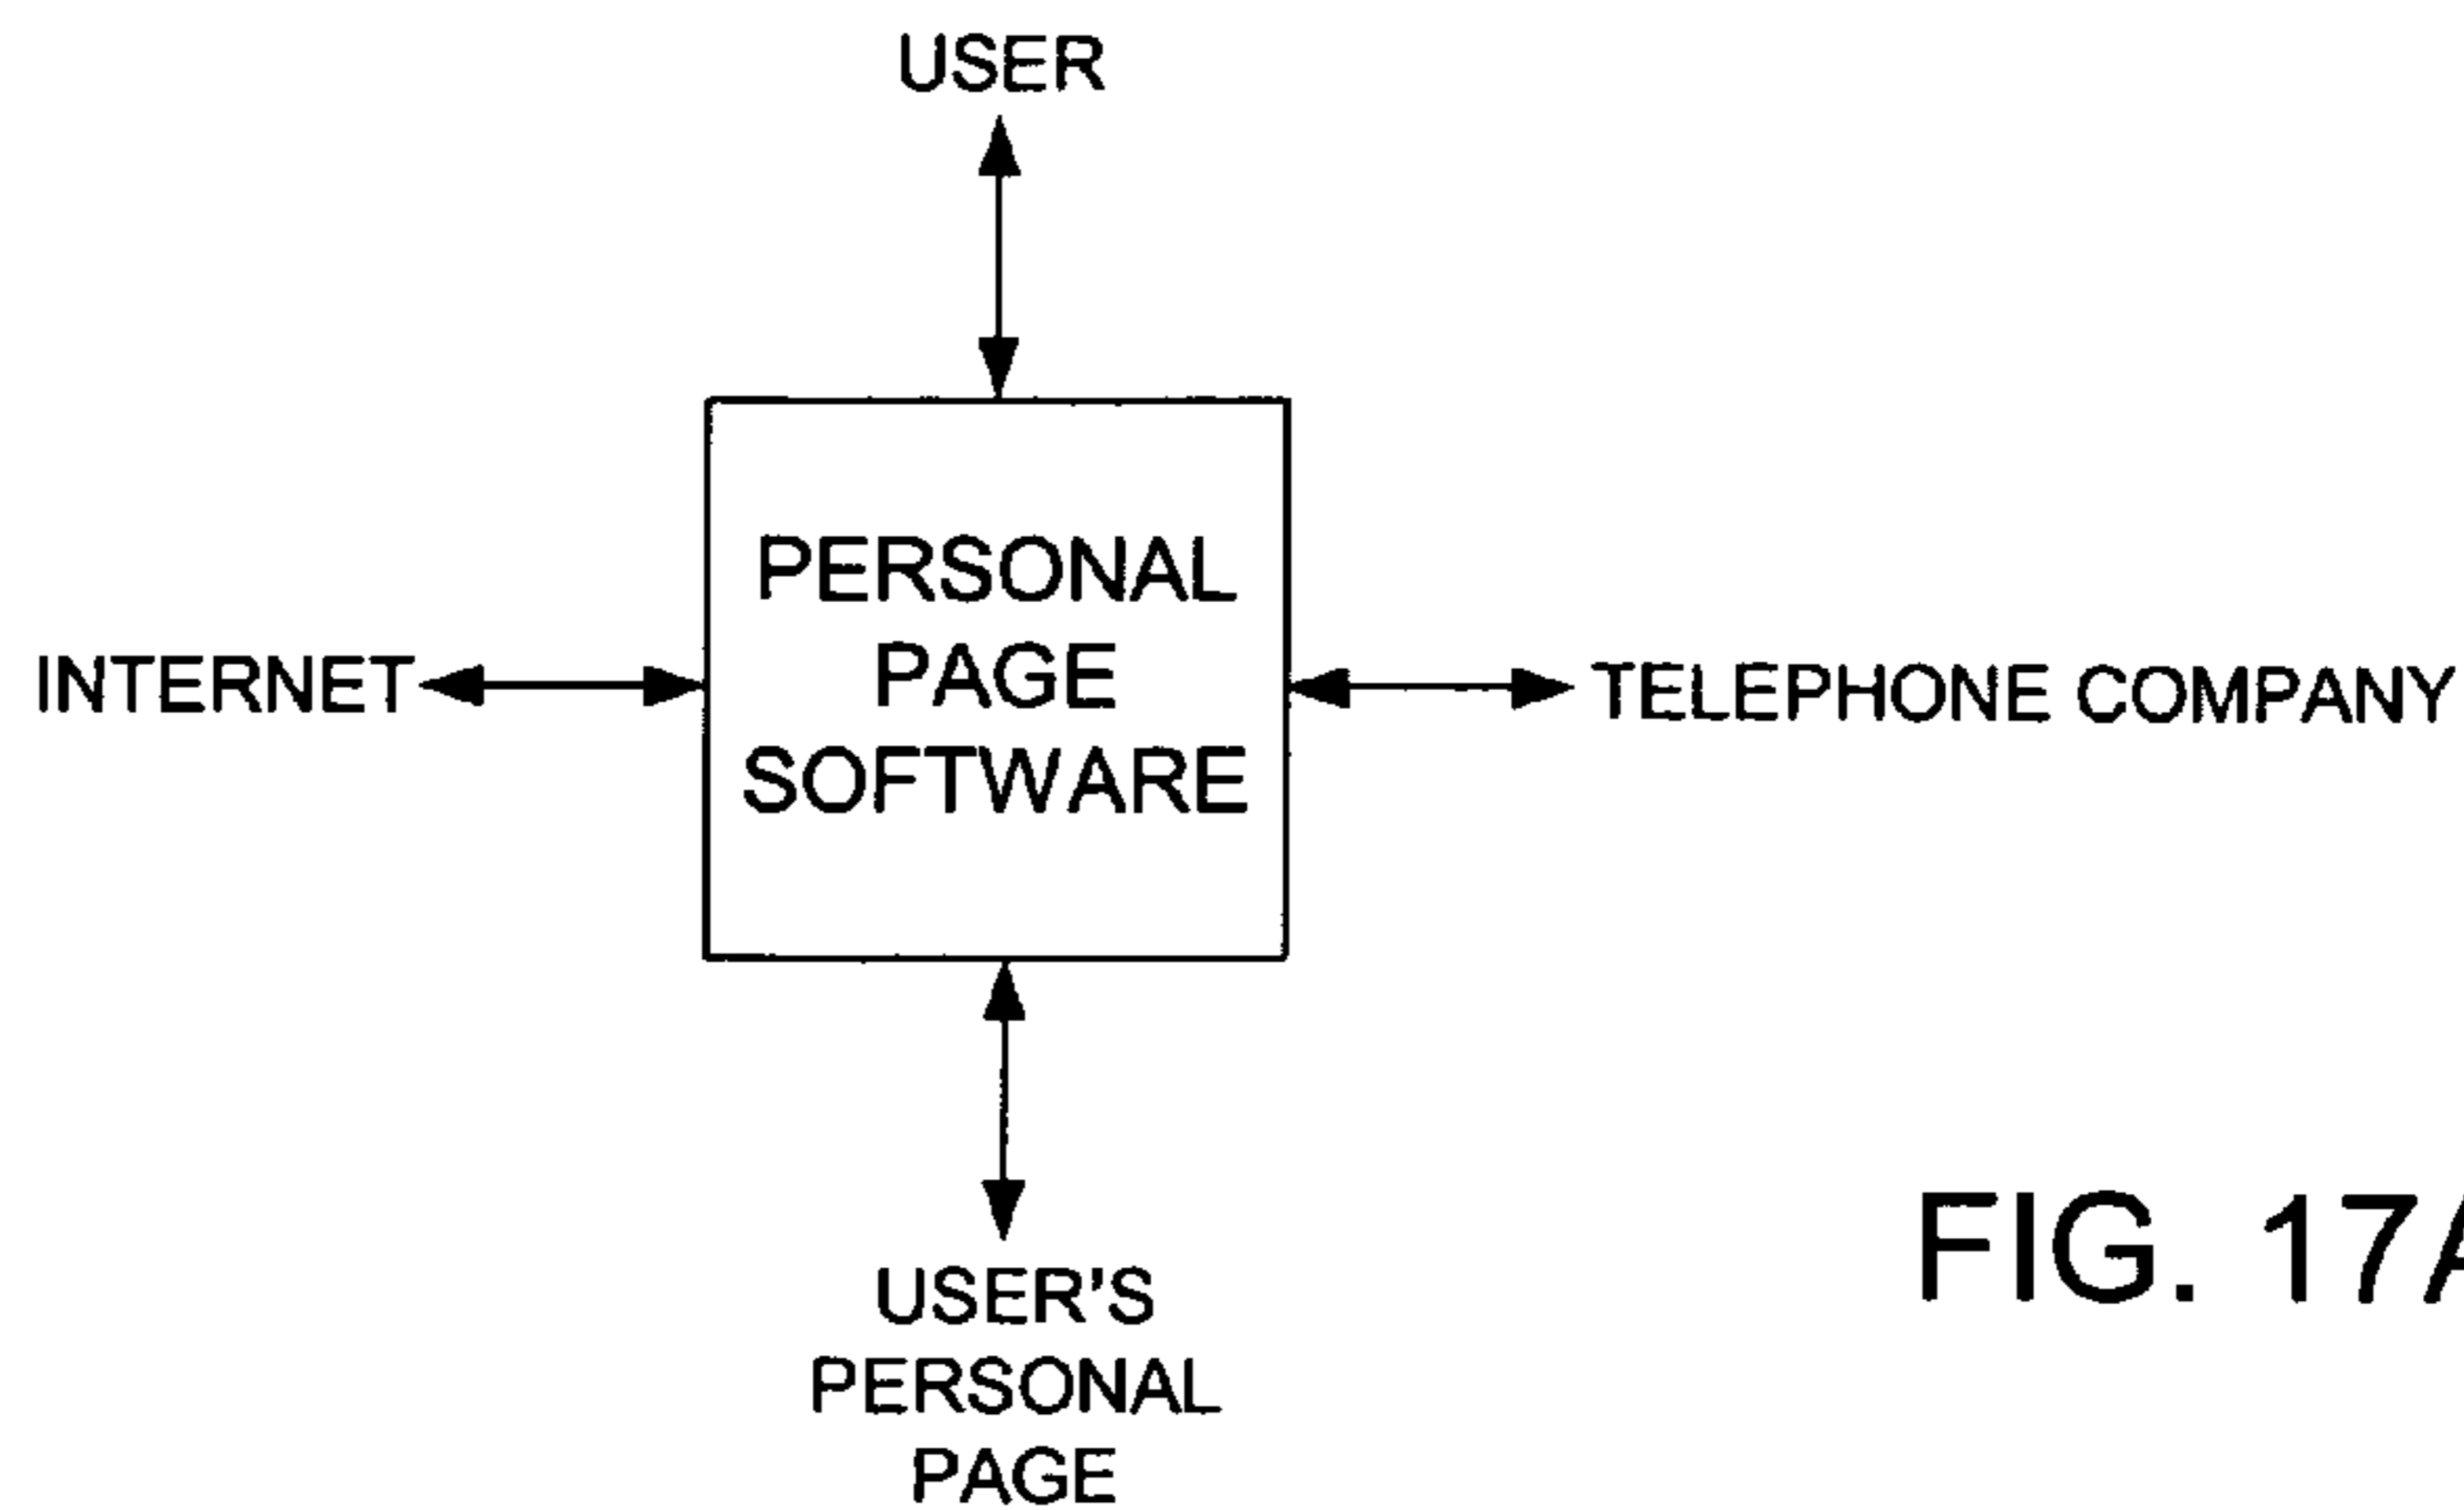 USER
PERSONAL
PAGE
SOFTWARE
INTERNET
TELEPHONE COMPANY
USER'S
PERSONAL
PAGE
FIG. 17A